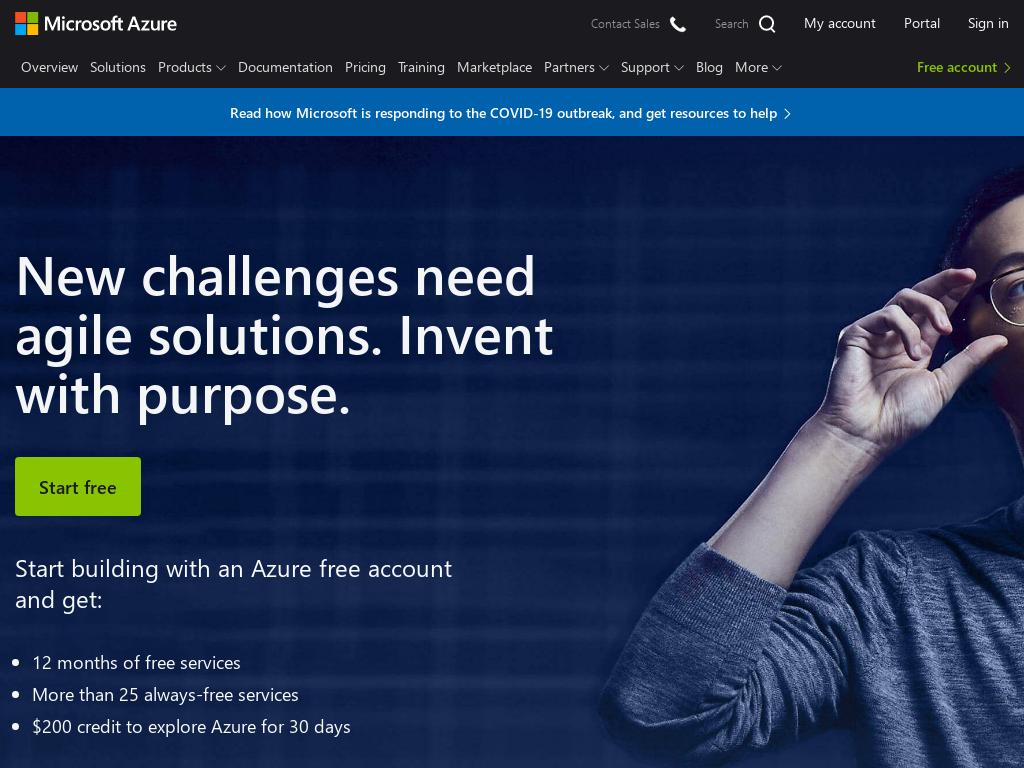 Microsoft Azure
Contact Sales
Search
My account
Portal
Sign in
Overview
Solutions
Products
Documentation
Pricing
Training
Marketplace
Partners
Support
Blog
More
Free account
Read how Microsoft is responding to the COVID-19 outbreak, and get resources to help
New challenges need
agile solutions. Invent
with purpose.
Start free
Start building with an Azure free account
and get:
12 months of free services
More than 25 always-free services
$200 credit to explore Azure for 30 days